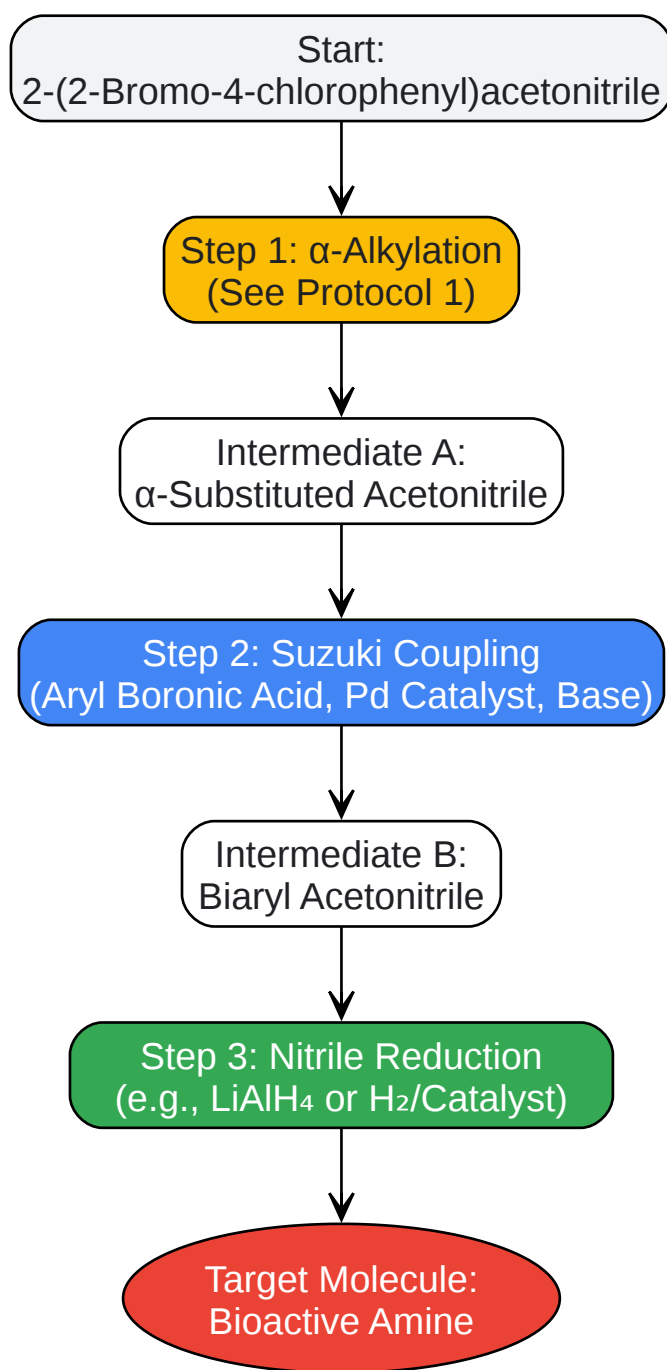 Start:
2-(2-Bromo-4-chlorophenyl)acetonitrile
Step 1: α-Alkylation
(See Protocol 1)
Intermediate A:
α-Substituted Acetonitrile
Step 2: Suzuki Coupling
(Aryl Boronic Acid, Pd Catalyst, Base)
Intermediate B:
Biaryl Acetonitrile
Step 3: Nitrile Reduction
(e.g., LiAlH₄ or H₂/Catalyst)
Target Molecule:
Bioactive Amine